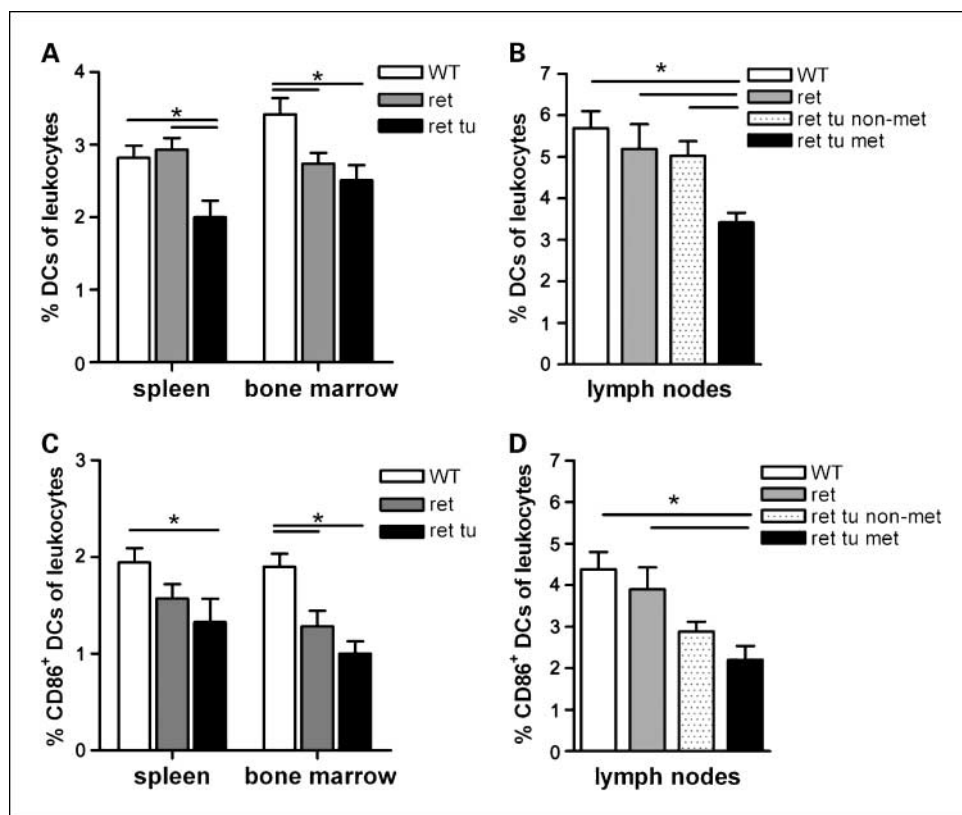 A
% DCs of leukocytes
4
3
2
1
0
*
*
WT
ret
ret tu
spleen bone marrow
B
% DCs of leukocytes
7
6
5
4
3
2
1
0
*
WT
ret
ret tu non-met
ret tu met
lymph nodes
C
% CD86⁺ DCs of leukocytes
3
2
1
0
*
*
WT
ret
ret tu
spleen bone marrow
D
% CD86⁺ DCs of leukocytes
7
6
5
4
3
2
1
0
*
WT
ret
ret tu non-met
ret tu met
lymph nodes